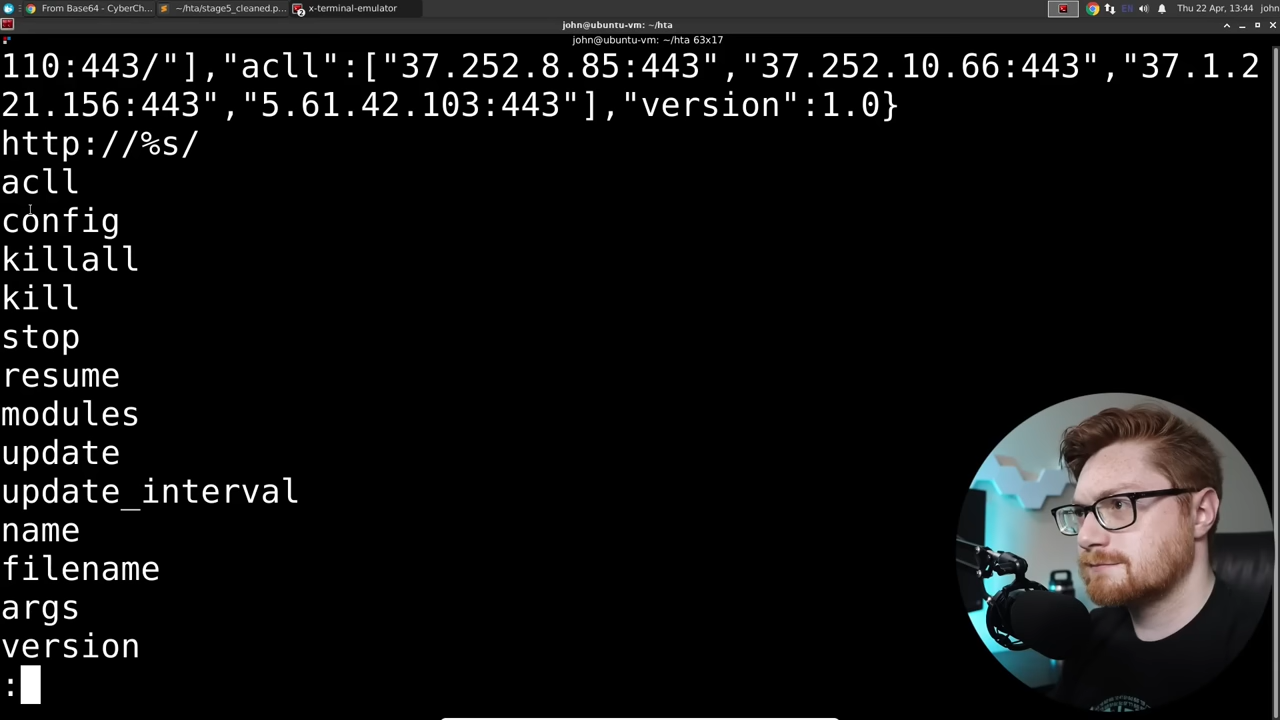 From Base64 - CyberCh...
~/hta/stage5_cleaned.p...
x-terminal-emulator
Thu 22 Apr, 13:44
john
john@ubuntu-vm: ~/hta
john@ubuntu-vm: ~/hta 63x17
110:443/"],"acll":["37.252.8.85:443","37.252.10.66:443","37.1.2
21.156:443","5.61.42.103:443"],"version":1.0}
http://%s/
acll
config
killall
kill
stop
resume
modules
update
update_interval
name
filename
args
version
: